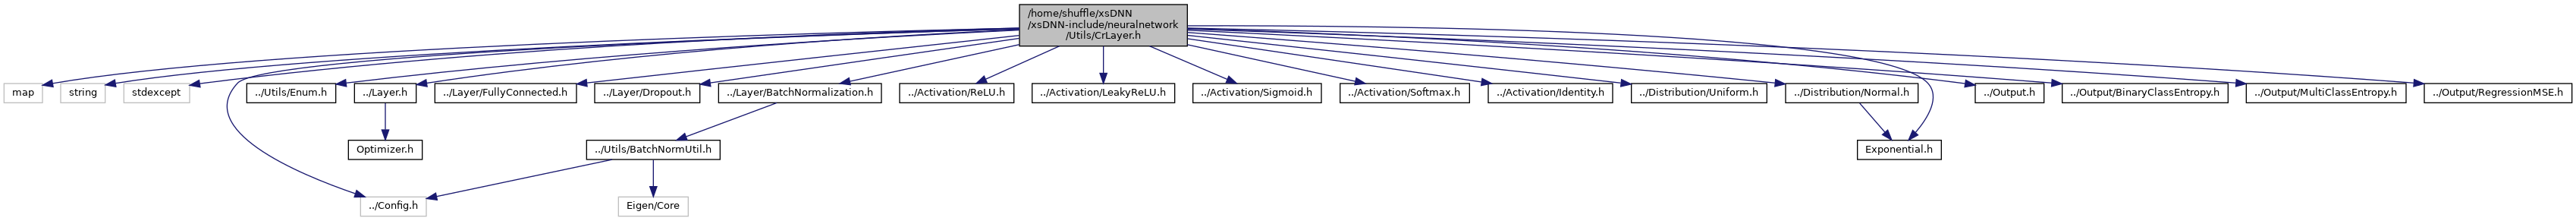 /home/shuffle/xsDNN
/xsDNN-include/neuralnetwork
/Utils/CrLayer.h
map
string
stdexcept
../Utils/Enum.h
../Layer.h
../Layer/FullyConnected.h
../Layer/Dropout.h
../Layer/BatchNormalization.h
../Activation/ReLU.h
../Activation/LeakyReLU.h
../Activation/Sigmoid.h
../Activation/Softmax.h
../Activation/Identity.h
../Distribution/Uniform.h
../Distribution/Normal.h
../Output.h
../Output/BinaryClassEntropy.h
../Output/MultiClassEntropy.h
../Output/RegressionMSE.h
Optimizer.h
../Utils/BatchNormUtil.h
Exponential.h
../Config.h
Eigen/Core